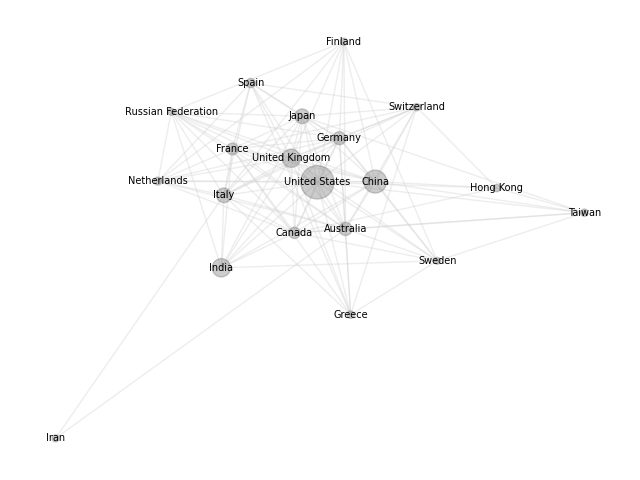 Finland
Spain
Switzerland
Russian Federation
Japan
Germany
France
United Kingdom
Netherlands
United States
China
Hong Kong
Italy
Taiwan
Canada
Australia
Sweden
India
Greece
Iran